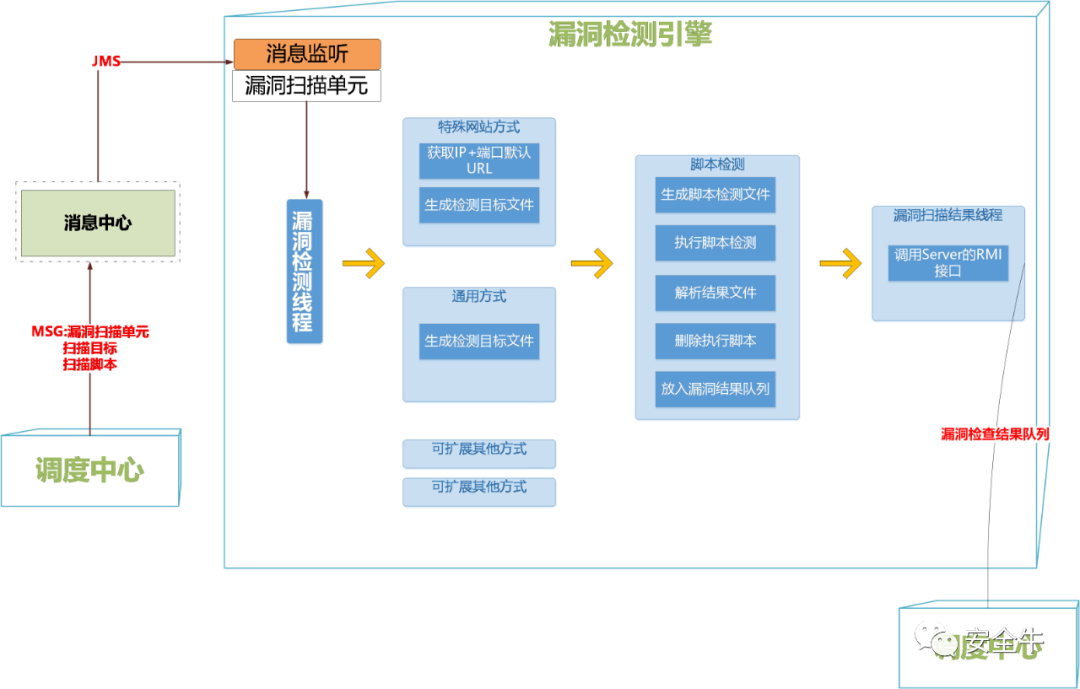 漏洞检测引擎
JMS
消息监听
漏洞扫描单元
消息中心
MSG:漏洞扫描单元
扫描目标
扫描脚本
调度中心
漏洞检测线程
特殊网站方式
获取IP+端口默认
URL
生成检测目标文件
通用方式
生成检测目标文件
可扩展其他方式
可扩展其他方式
脚本检测
生成脚本检测文件
执行脚本检测
解析结果文件
删除执行脚本
放入漏洞结果队列
漏洞扫描结果线程
调用Server的RMI
接口
漏洞检查结果队列
调度中心
安全牛